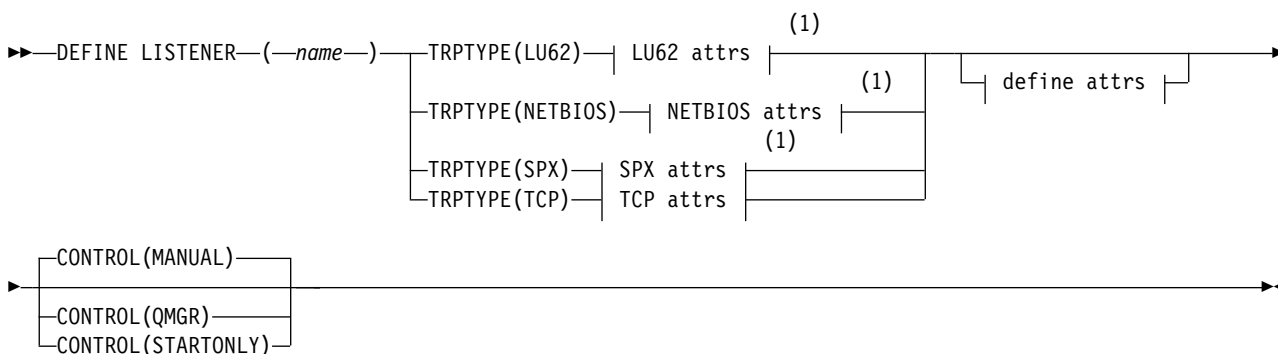 (1)
DEFINE LISTENER ( name ) TRPTYPE(LU62) LU62 attrs
(1)
define attrs
TRPTYPE(NETBIOS) NETBIOS attrs
(1)
TRPTYPE(SPX) SPX attrs
TRPTYPE(TCP) TCP attrs
CONTROL(MANUAL)
CONTROL(QMGR)
CONTROL(STARTONLY)